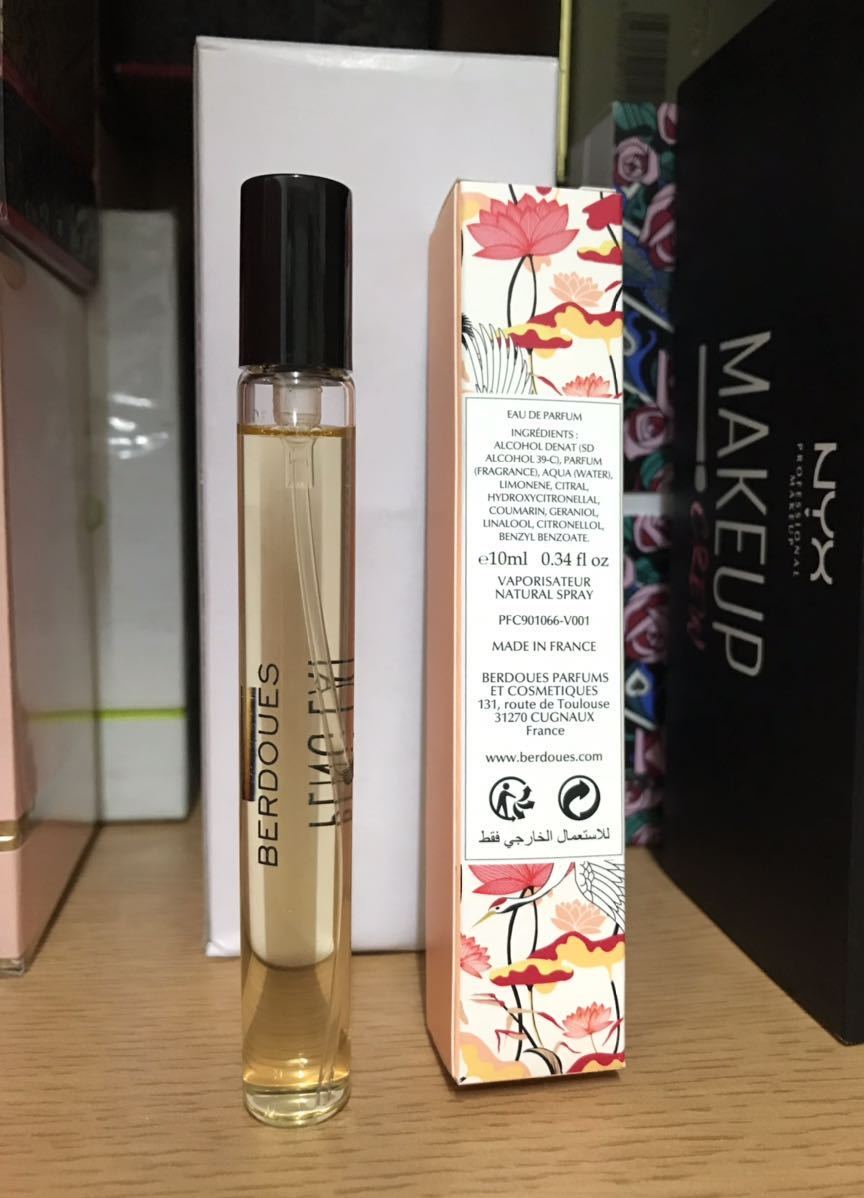 BERDOUES
EAU DE PARFUM
INGRÉDIENTS :
ALCOHOL DENAT (SD
ALCOHOL 39-C), PARFUM
(FRAGRANCE), AQUA (WATER),
LIMONENE, CITRAL,
HYDROXYCITRONELLAL,
COUMARIN, GERANIOL,
LINALOOL, CITRONELLOL,
BENZYL BENZOATE.
℮10ml 0.34 fl oz
VAPORISATEUR
NATURAL SPRAY
PFC901066-V001
MADE IN FRANCE
BERDOUES PARFUMS
ET COSMETIQUES
131, route de Toulouse
31270 CUGNAUX
France
www.berdoues.com
للاستعمال الخارجي فقط
MAKEUP
CREW
NYX
PROFESSIONAL
MAKEUP